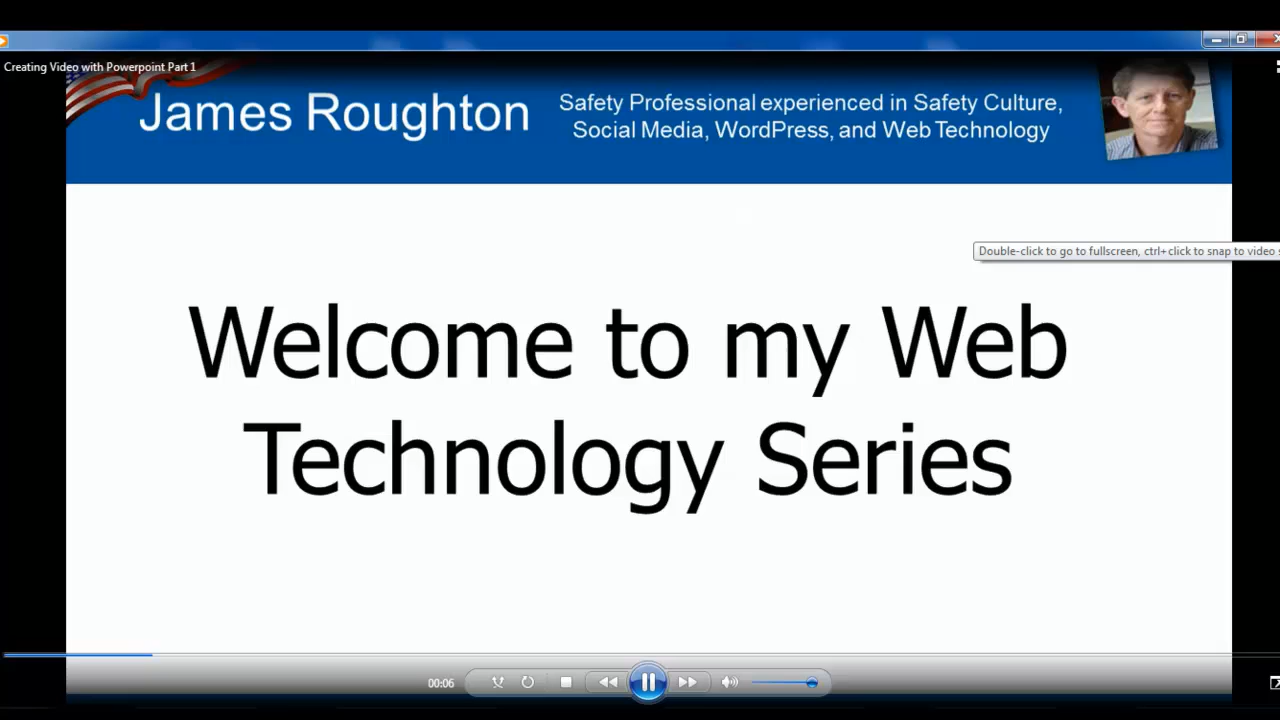 Creating Video with Powerpoint Part 1
James Roughton
Safety Professional experienced in Safety Culture,
Social Media, WordPress, and Web Technology
Double-click to go to fullscreen, ctrl+click to snap to video
Welcome to my Web
Technology Series
00:06